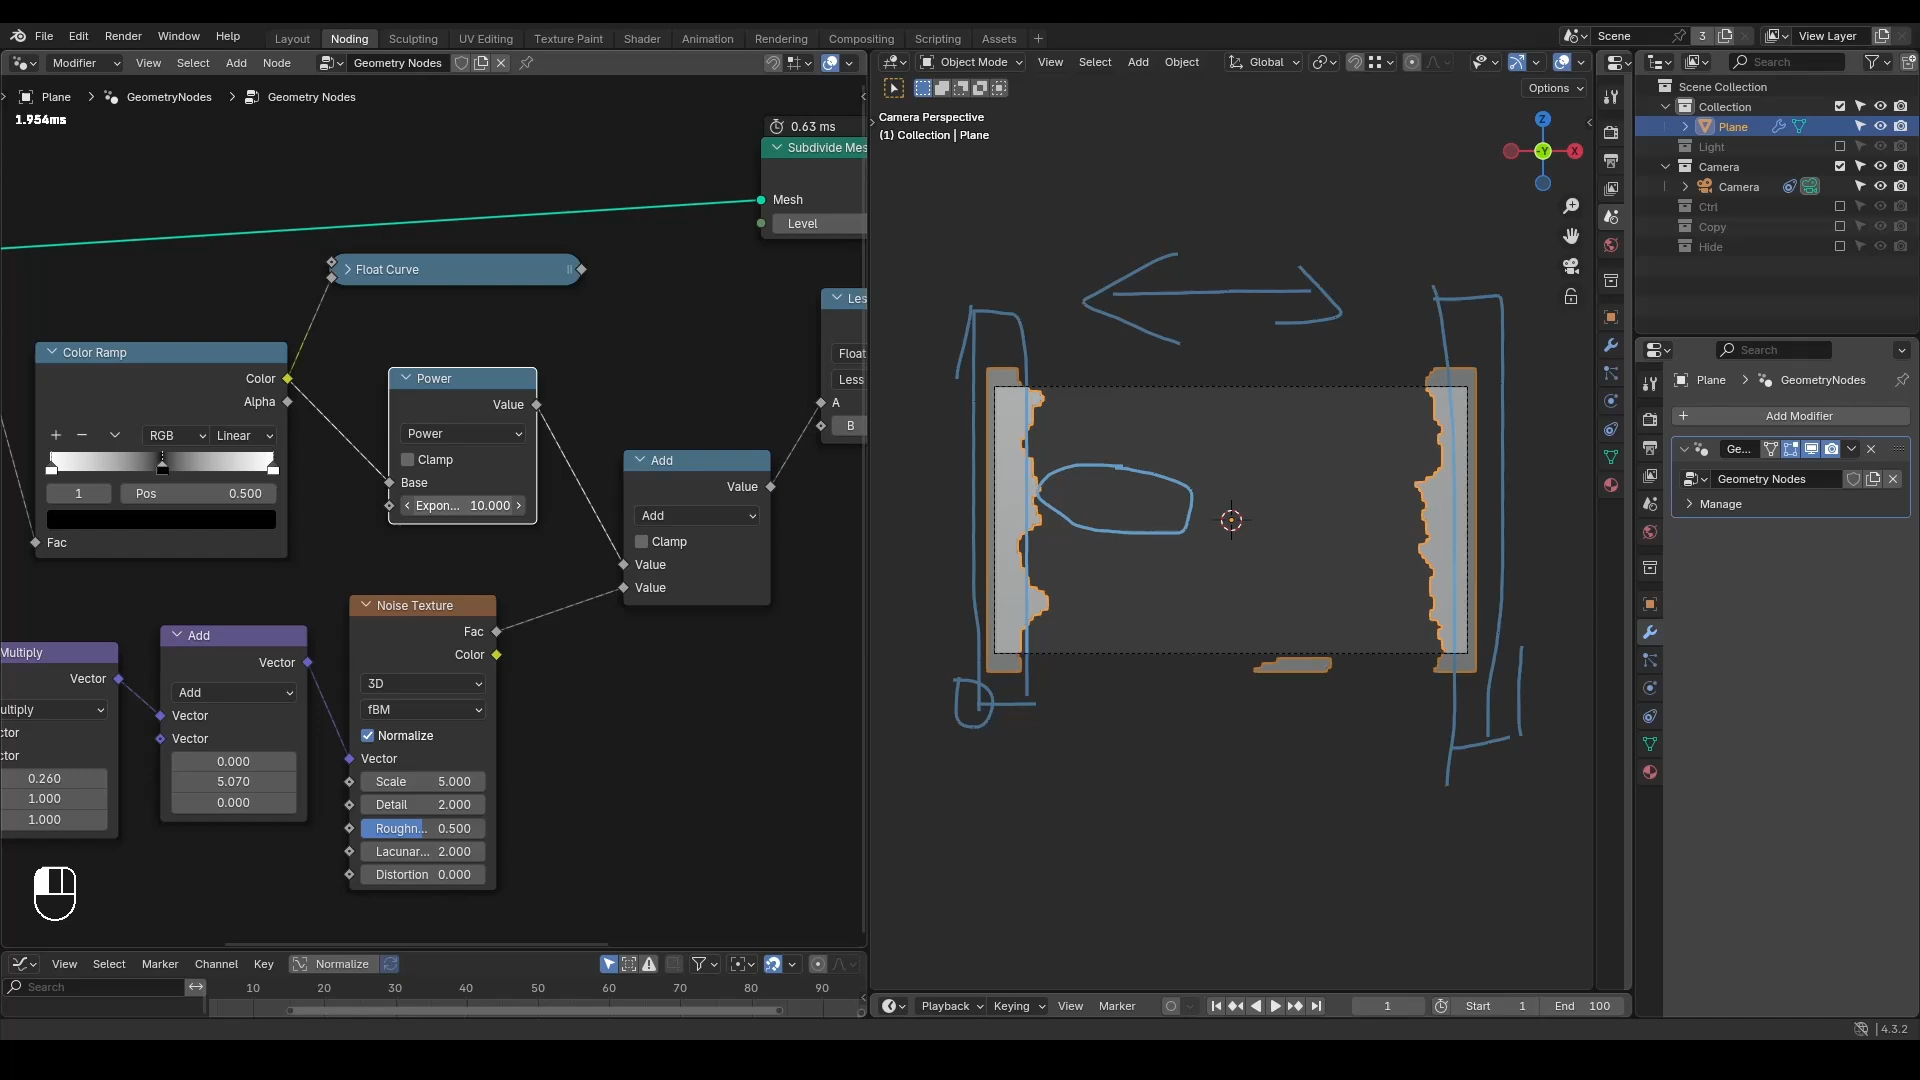 File Edit Render Window Help Layout Noding Sculpting UV Editing Texture Paint Shader Animation Rendering Compositing Scripting Assets + Scene 3 View Layer
Modifier View Select Add Node Geometry Nodes
Object Mode View Select Add Object Global
Search
Plane > GeometryNodes > Geometry Nodes
1.954ms
Options
0.63 ms
Subdivide Mes
Mesh
Level
Float Curve
Color Ramp
Color
Alpha
RGB Linear
1 Pos 0.500
Fac
Power
Value
Power
Clamp
Base
Expon... 10.000
Les
Float
Less
A
B
Add
Value
Add
Clamp
Value
Value
Multiply
Vector
ultiply
ctor
ctor
0.260
1.000
1.000
Add
Vector
Add
Vector
Vector
0.000
5.070
0.000
Noise Texture
Fac
Color
3D
fBM
Normalize
Vector
Scale 5.000
Detail 2.000
Roughn... 0.500
Lacunar... 2.000
Distortion 0.000
Camera Perspective
(1) Collection | Plane
Z
-Y
X
Scene Collection
Collection
Plane
Light
Camera
Camera
Ctrl
Copy
Hide
Search
Plane > GeometryNodes
+ Add Modifier
Ge...
Geometry Nodes
Manage
View Select Marker Channel Key Normalize
Search
10 20 30 40 50 60 70 80 90
Playback Keying View Marker 1 Start 1 End 100
4.3.2